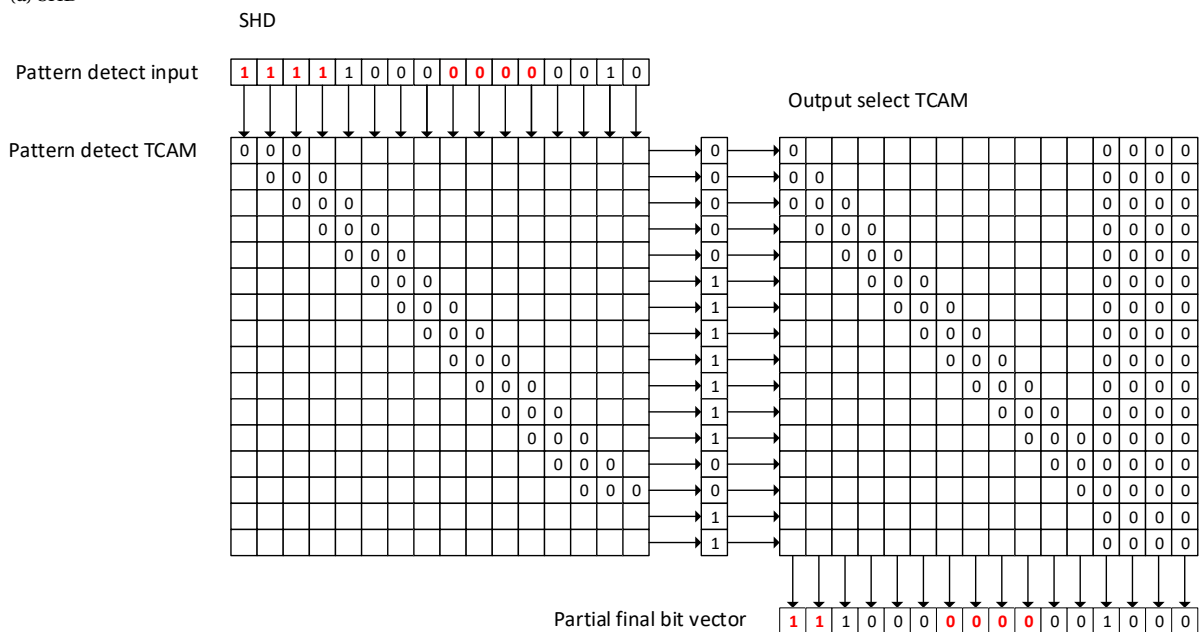 SHD
Pattern detect input 1 1 1 1 1 0 0 0 0 0 0 0 0 0 1 0
Output select TCAM
Pattern detect TCAM 0 0 0 0 0 0 0 0 0
0 0 0 0 0 0 0 0 0 0
0 0 0 0 0 0 0 0 0 0 0
0 0 0 0 0 0 0 0 0 0 0
0 0 0 0 0 0 0 0 0 0 0
0 0 0 1 0 0 0 0 0 0 0
0 0 0 1 0 0 0 0 0 0 0
0 0 0 1 0 0 0 0 0 0 0
0 0 0 1 0 0 0 0 0 0 0
0 0 0 1 0 0 0 0 0 0 0
0 0 0 1 0 0 0 0 0 0 0
0 0 0 1 0 0 0 0 0 0 0
0 0 0 0 0 0 0 0 0 0
0 0 0 0 0 0 0 0 0
1 0 0 0 0
1 0 0 0 0
Partial final bit vector 1 1 1 0 0 0 0 0 0 0 0 0 1 0 0 0